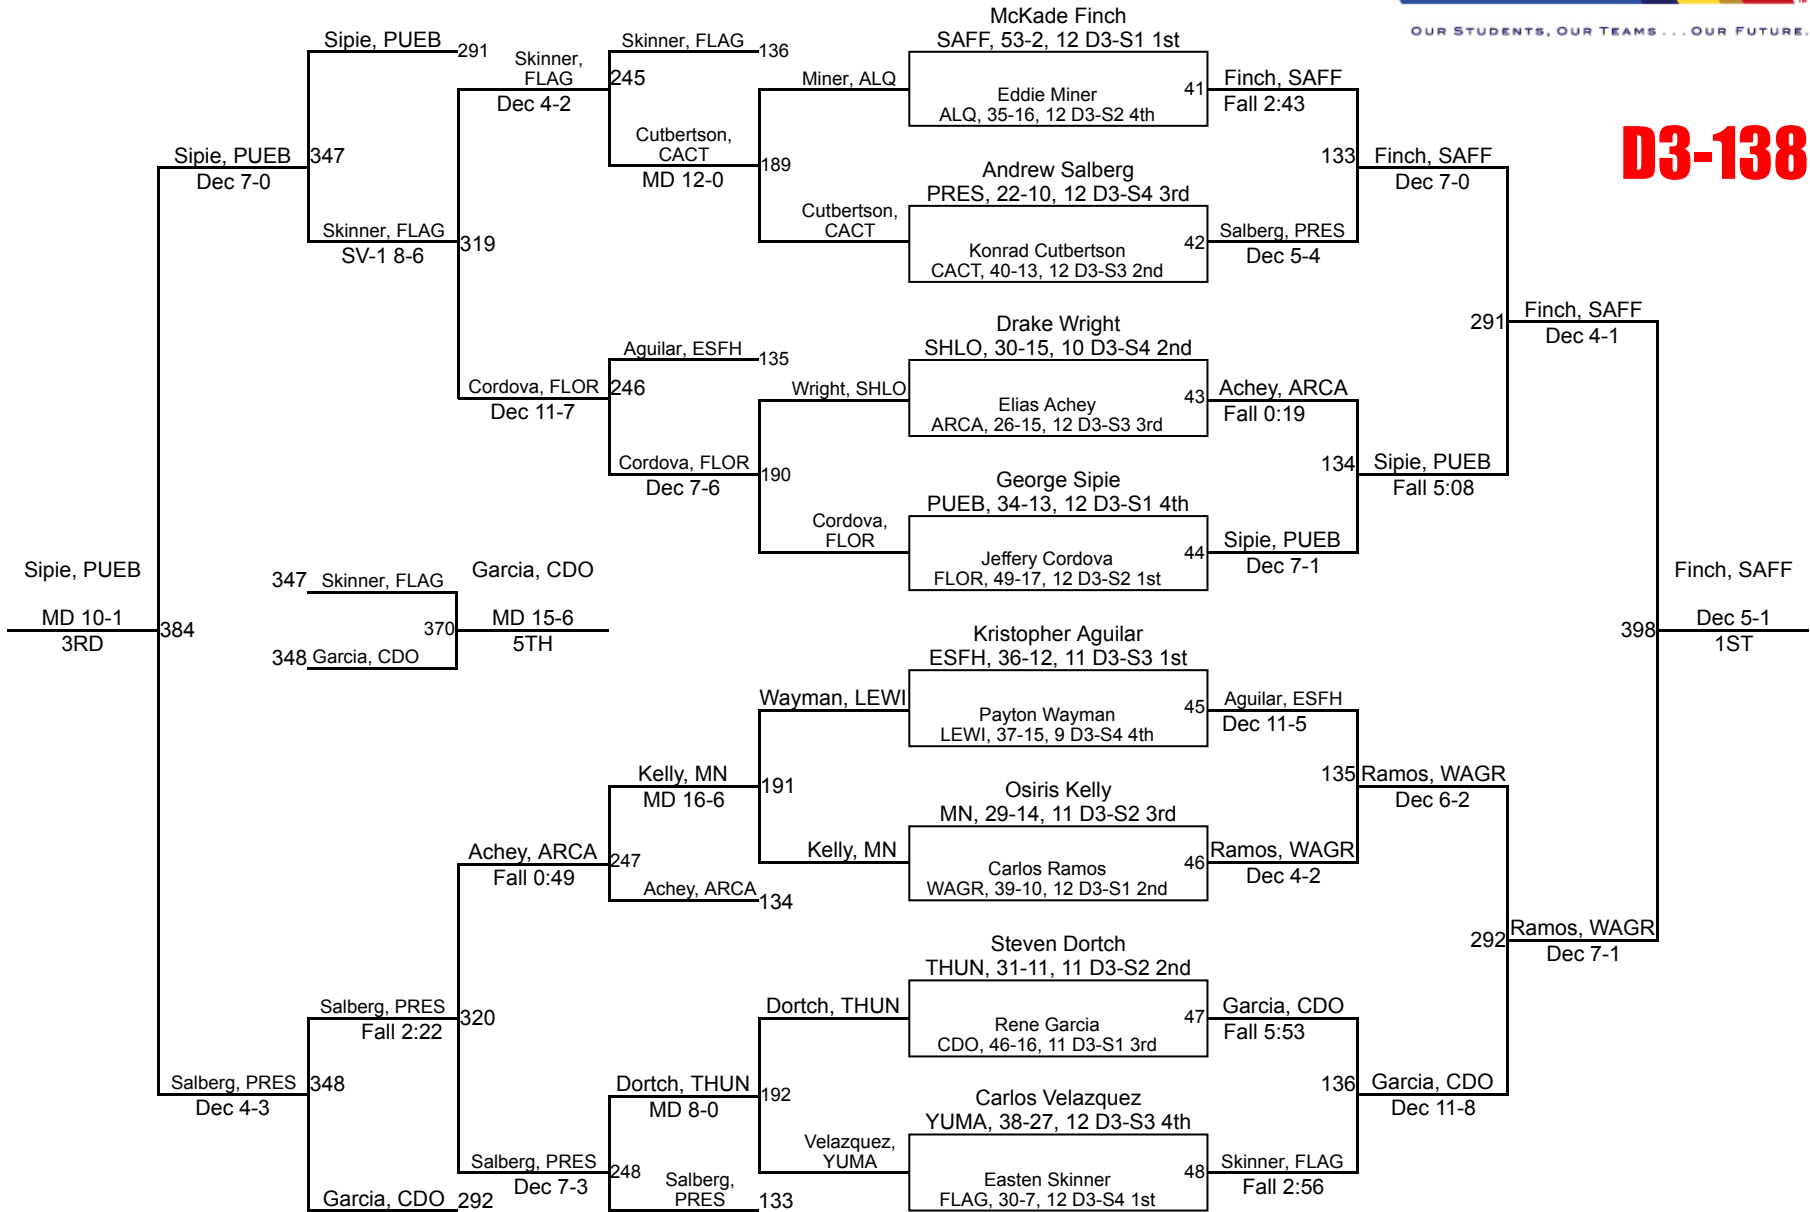 OUR STUDENTS, OUR TEAMS . . . OUR FUTURE.
D3-138
McKade Finch
SAFF, 53-2, 12 D3-S1 1st
41
Eddie Miner
ALQ, 35-16, 12 D3-S2 4th
Andrew Salberg
PRES, 22-10, 12 D3-S4 3rd
42
Konrad Cutbertson
CACT, 40-13, 12 D3-S3 2nd
Drake Wright
SHLO, 30-15, 10 D3-S4 2nd
43
Elias Achey
ARCA, 26-15, 12 D3-S3 3rd
George Sipie
PUEB, 34-13, 12 D3-S1 4th
44
Jeffery Cordova
FLOR, 49-17, 12 D3-S2 1st
Kristopher Aguilar
ESFH, 36-12, 11 D3-S3 1st
45
Payton Wayman
LEWI, 37-15, 9 D3-S4 4th
Osiris Kelly
MN, 29-14, 11 D3-S2 3rd
46
Carlos Ramos
WAGR, 39-10, 12 D3-S1 2nd
Steven Dortch
THUN, 31-11, 11 D3-S2 2nd
47
Rene Garcia
CDO, 46-16, 11 D3-S1 3rd
Carlos Velazquez
YUMA, 38-27, 12 D3-S3 4th
48
Easten Skinner
FLAG, 30-7, 12 D3-S4 1st
Finch, SAFF
Fall 2:43
133
Salberg, PRES
Dec 5-4
Achey, ARCA
Fall 0:19
134
Sipie, PUEB
Dec 7-1
Aguilar, ESFH
Dec 11-5
135
Ramos, WAGR
Dec 4-2
Garcia, CDO
Fall 5:53
136
Skinner, FLAG
Fall 2:56
Finch, SAFF
Dec 7-0
291
Sipie, PUEB
Fall 5:08
Ramos, WAGR
Dec 6-2
292
Garcia, CDO
Dec 11-8
Finch, SAFF
Dec 4-1
398
Ramos, WAGR
Dec 7-1
Finch, SAFF
Dec 5-1
1ST
Miner, ALQ
189
Cutbertson,
CACT
Wright, SHLO
190
Cordova,
FLOR
Wayman, LEWI
191
Kelly, MN
Dortch, THUN
192
Velazquez,
YUMA
Skinner, FLAG
136
245
Cutbertson,
CACT
MD 12-0
Aguilar, ESFH
135
246
Cordova, FLOR
Dec 7-6
Kelly, MN
MD 16-6
247
Achey, ARCA
134
Dortch, THUN
MD 8-0
248
Salberg,
PRES
133
Skinner,
FLAG
Dec 4-2
319
Cordova, FLOR
Dec 11-7
Achey, ARCA
Fall 0:49
320
Salberg, PRES
Dec 7-3
Sipie, PUEB
291
347
Skinner, FLAG
SV-1 8-6
Salberg, PRES
Fall 2:22
348
Garcia, CDO
292
Sipie, PUEB
Dec 7-0
384
Salberg, PRES
Dec 4-3
Sipie, PUEB
MD 10-1
3RD
347
Skinner, FLAG
370
348
Garcia, CDO
Garcia, CDO
MD 15-6
5TH